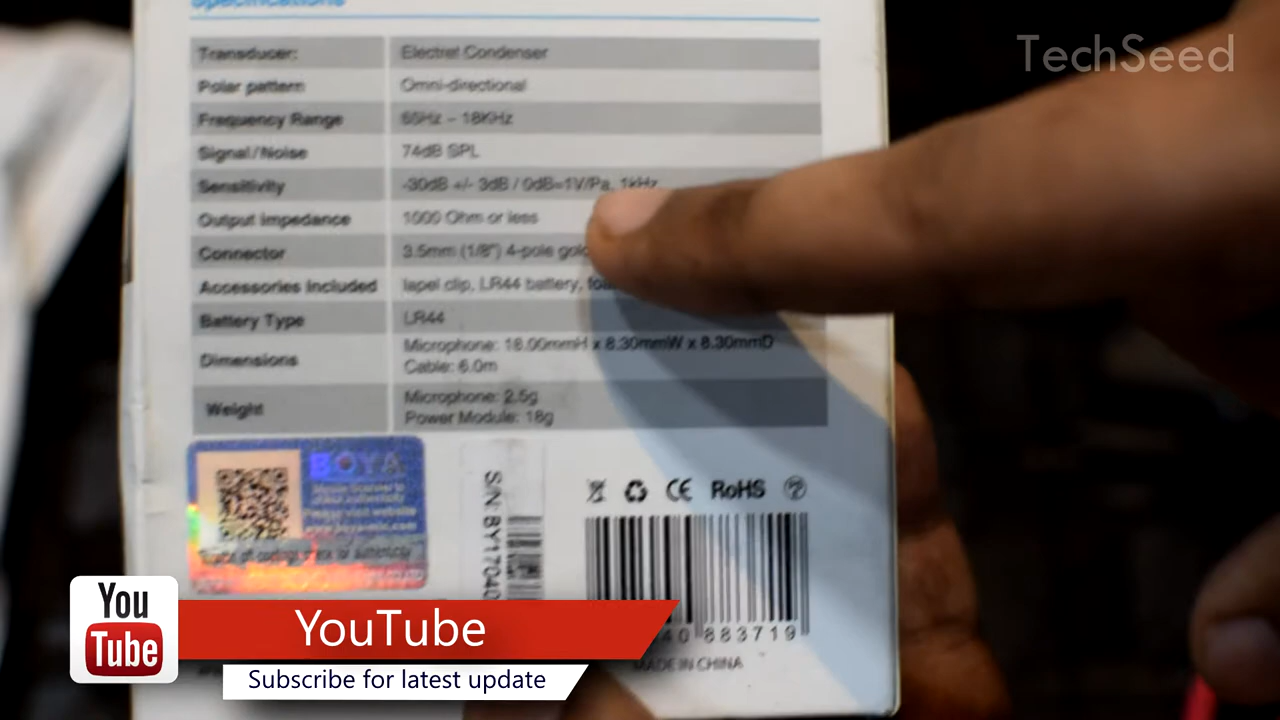 Specifications
TechSeed
Transducer: Electret Condenser
Polar pattern Omni-directional
Frequency Range 65Hz – 18KHz
Signal/Noise 74dB SPL
Sensitivity -30dB +/- 3dB / 0dB=1V/Pa, 1kHz
Output impedance 1000 Ohm or less
Connector 3.5mm (1/8") 4-pole gold
Accessories Included lapel clip, LR44 battery,
Battery Type LR44
Dimensions Microphone: 18.00mmH x 8.30mmW x 8.30mmD
Cable: 6.0m
Weight Microphone: 2.5g
Power Module: 18g
BOYA
S/N: BY17040
CE RoHS
40 883719
MADE IN CHINA
You
Tube
YouTube
Subscribe for latest update